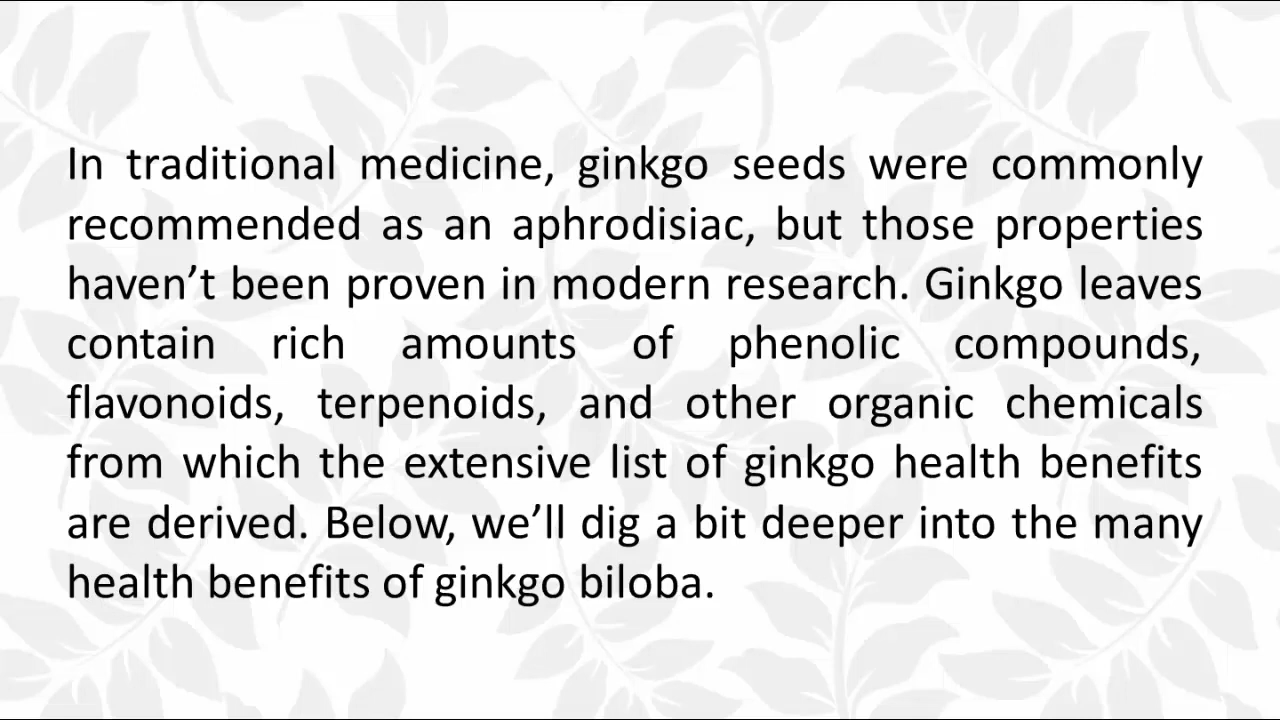 In traditional medicine, ginkgo seeds were commonly
recommended as an aphrodisiac, but those properties
haven’t been proven in modern research. Ginkgo leaves
contain rich amounts of phenolic compounds,
flavonoids, terpenoids, and other organic chemicals
from which the extensive list of ginkgo health benefits
are derived. Below, we’ll dig a bit deeper into the many
health benefits of ginkgo biloba.